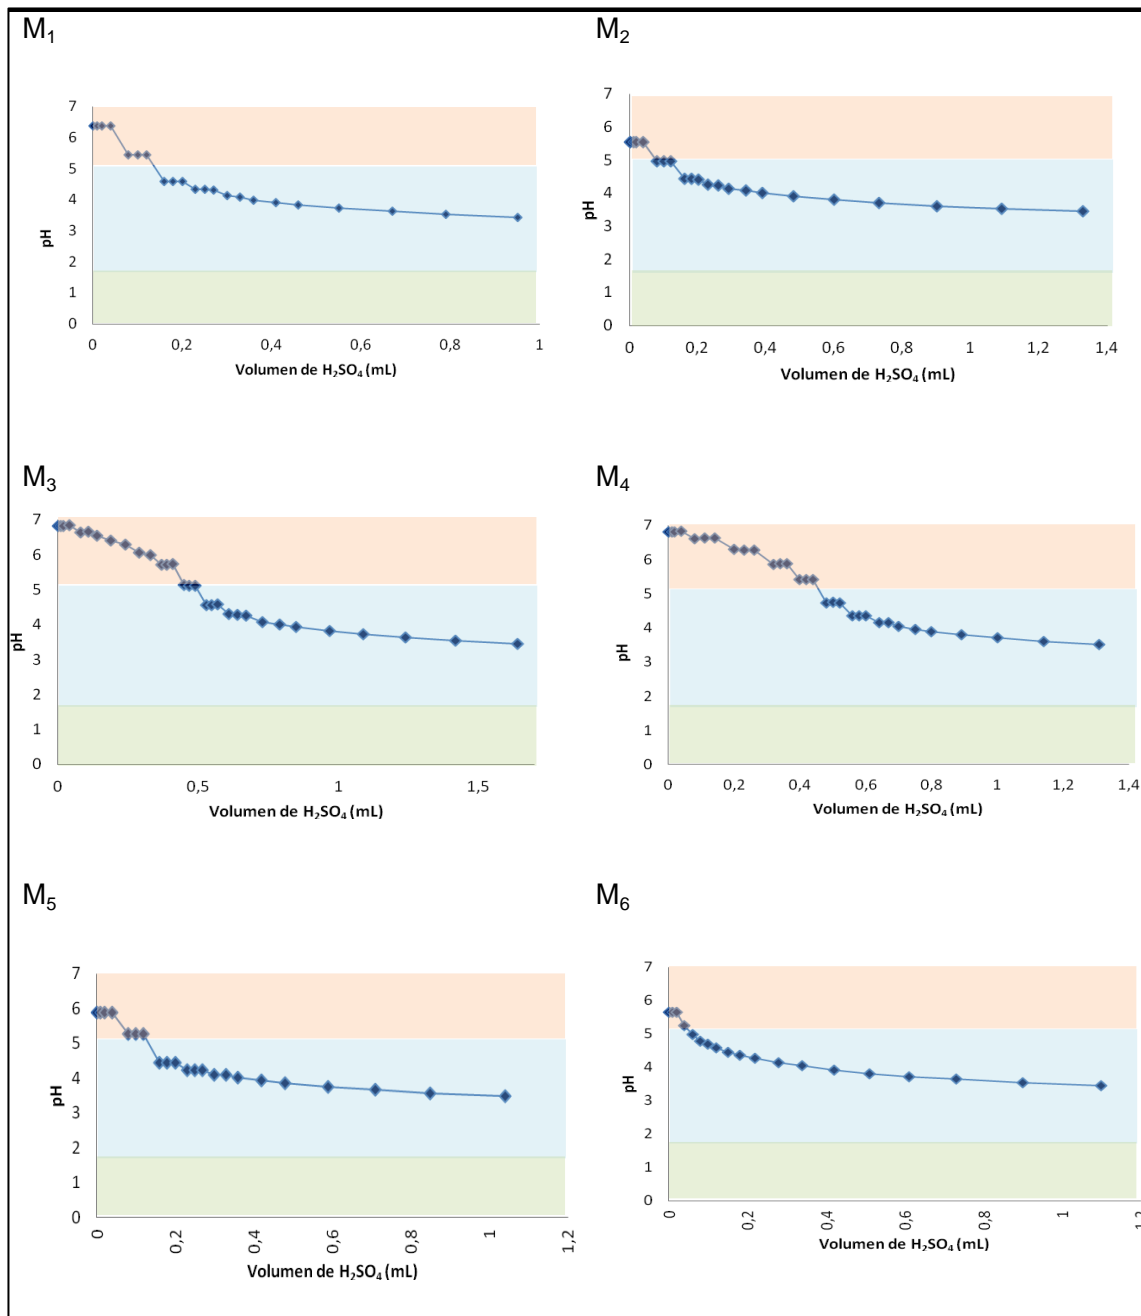 M₁
7
6
5
4
3
2
1
0
pH
0 0,2 0,4 0,6 0,8 1
Volumen de H₂SO₄ (mL)
M₂
7
6
5
4
3
2
1
0
pH
0 0,2 0,4 0,6 0,8 1 1,2 1,4
Volumen de H₂SO₄ (mL)
M₃
7
6
5
4
3
2
1
0
pH
0 0,5 1 1,5
Volumen de H₂SO₄ (mL)
M₄
7
6
5
4
3
2
1
0
pH
0 0,2 0,4 0,6 0,8 1 1,2 1,4
Volumen de H₂SO₄ (mL)
M₅
7
6
5
4
3
2
1
0
pH
0 0,2 0,4 0,6 0,8 1 1,2
Volumen de H₂SO₄ (mL)
M₆
7
6
5
4
3
2
1
0
pH
0 0,2 0,4 0,6 0,8 1 1,2
Volumen de H₂SO₄ (mL)